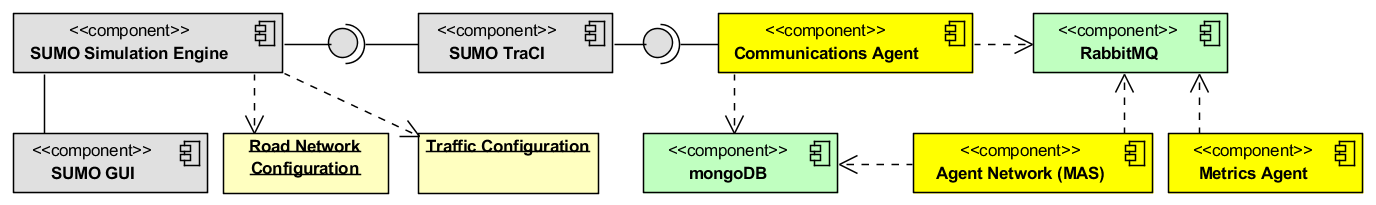 <<component>>
SUMO Simulation Engine
<<component>>
SUMO TraCI
<<component>>
Communications Agent
<<component>>
RabbitMQ
<<component>>
SUMO GUI
Road Network
Configuration
Traffic Configuration
<<component>>
mongoDB
<<component>>
Agent Network (MAS)
<<component>>
Metrics Agent